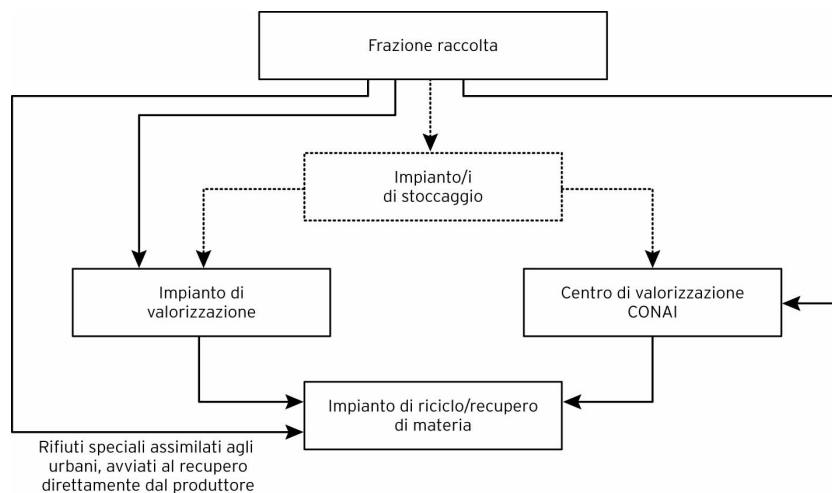 Frazione raccolta
Impianto/i
di stoccaggio
Impianto di
valorizzazione
Centro di valorizzazione
CONAI
Impianto di riciclo/recupero
di materia
Rifiuti speciali assimilati agli
urbani, avviati al recupero
direttamente dal produttore